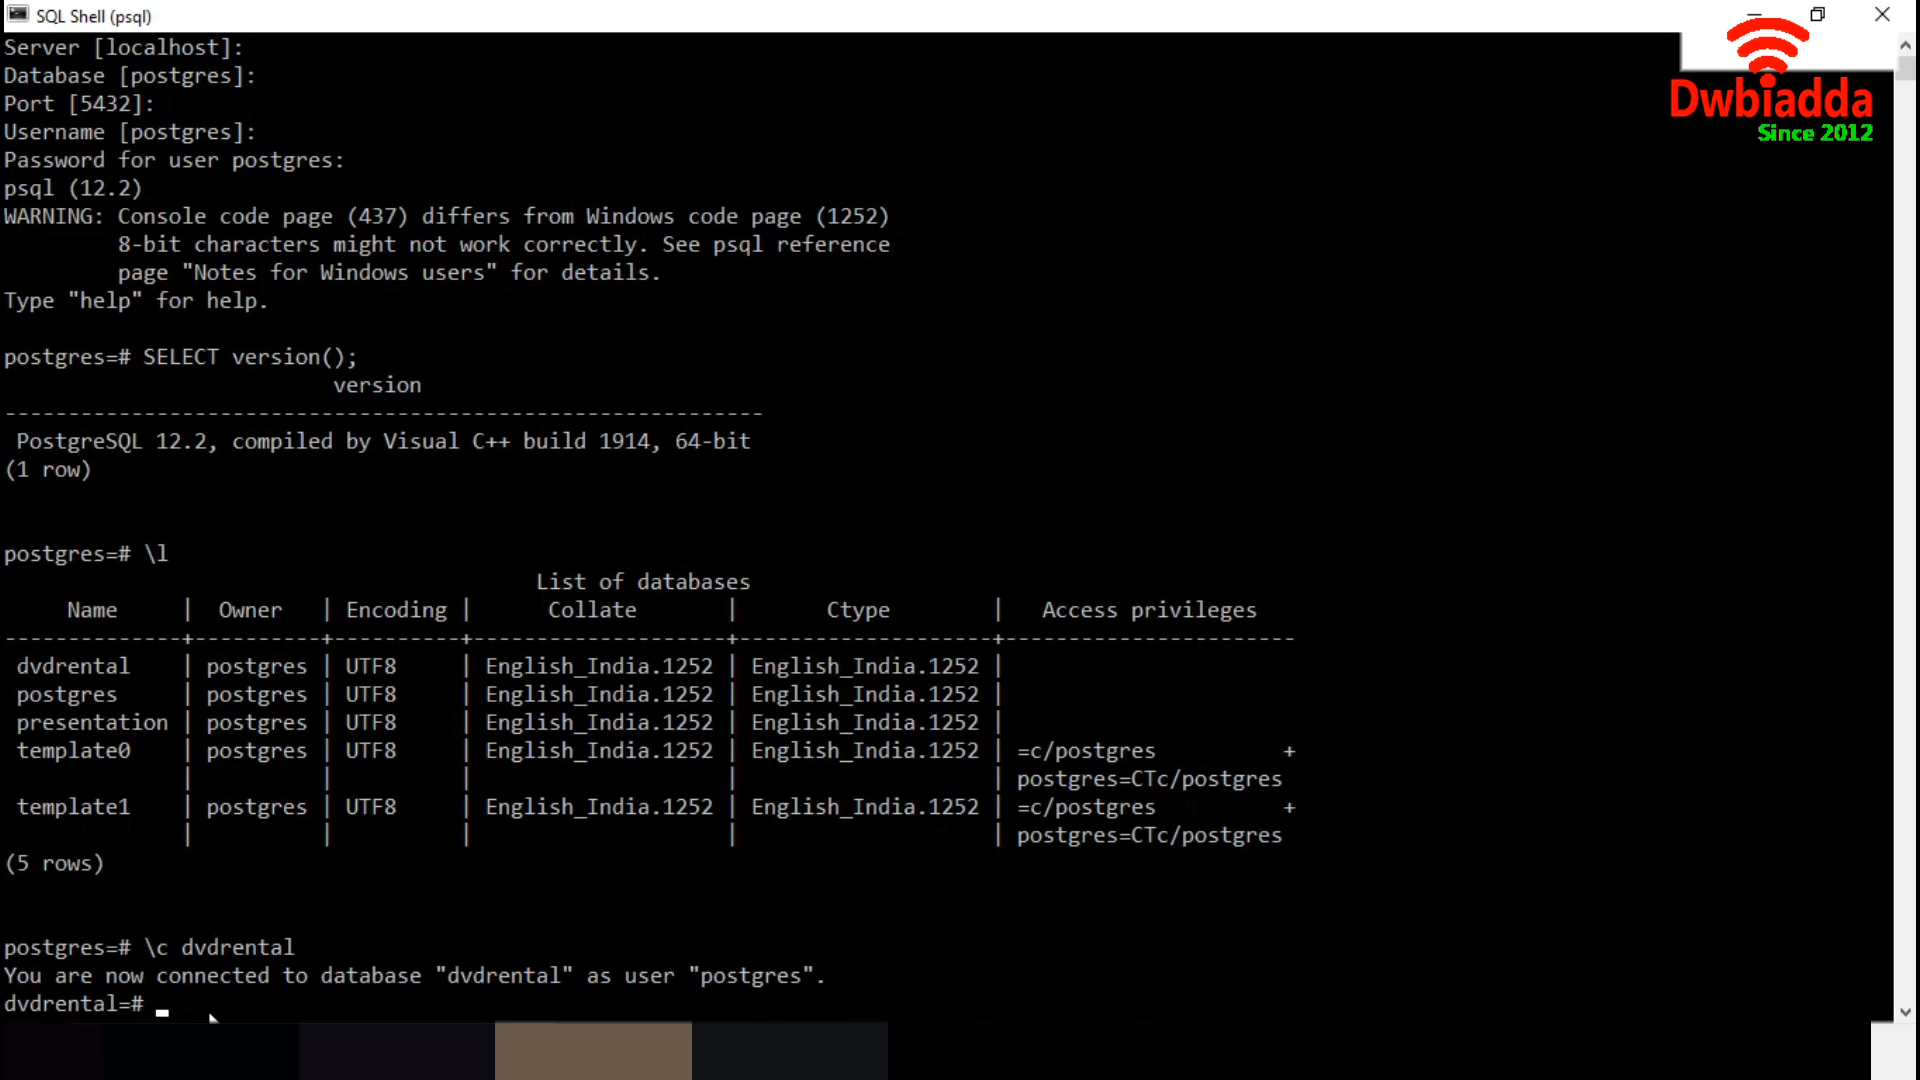 SQL Shell (psql)
Server [localhost]:
Database [postgres]:
Port [5432]:
Username [postgres]:
Password for user postgres:
psql (12.2)
WARNING: Console code page (437) differs from Windows code page (1252)
         8-bit characters might not work correctly. See psql reference
         page "Notes for Windows users" for details.
Type "help" for help.
postgres=# SELECT version();
                          version
------------------------------------------------------------
 PostgreSQL 12.2, compiled by Visual C++ build 1914, 64-bit
(1 row)
postgres=# \l
                                          List of databases
     Name     |  Owner   | Encoding |      Collate       |       Ctype        |   Access privileges
--------------+----------+----------+--------------------+--------------------+-----------------------
 dvdrental    | postgres | UTF8     | English_India.1252 | English_India.1252 |
 postgres     | postgres | UTF8     | English_India.1252 | English_India.1252 |
 presentation | postgres | UTF8     | English_India.1252 | English_India.1252 |
 template0    | postgres | UTF8     | English_India.1252 | English_India.1252 | =c/postgres          +
              |          |          |                    |                    | postgres=CTc/postgres
 template1    | postgres | UTF8     | English_India.1252 | English_India.1252 | =c/postgres          +
              |          |          |                    |                    | postgres=CTc/postgres
(5 rows)
postgres=# \c dvdrental
You are now connected to database "dvdrental" as user "postgres".
dvdrental=#
Dwbiadda
Since 2012